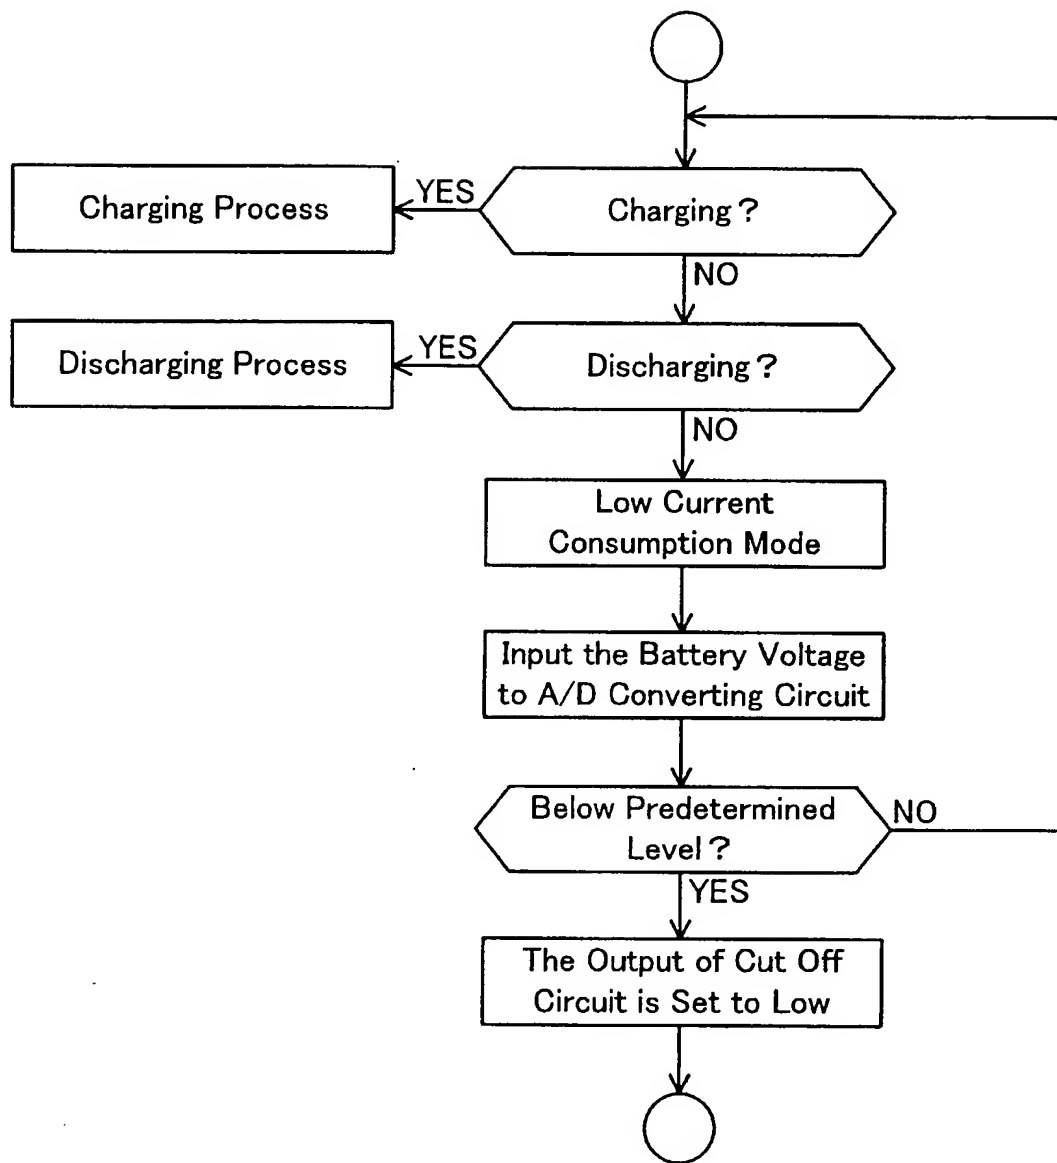 Charging Process
YES
Charging?
NO
Discharging Process
YES
Discharging?
NO
Low Current
Consumption Mode
Input the Battery Voltage
to A/D Converting Circuit
Below Predetermined
Level?
NO
YES
The Output of Cut Off
Circuit is Set to Low